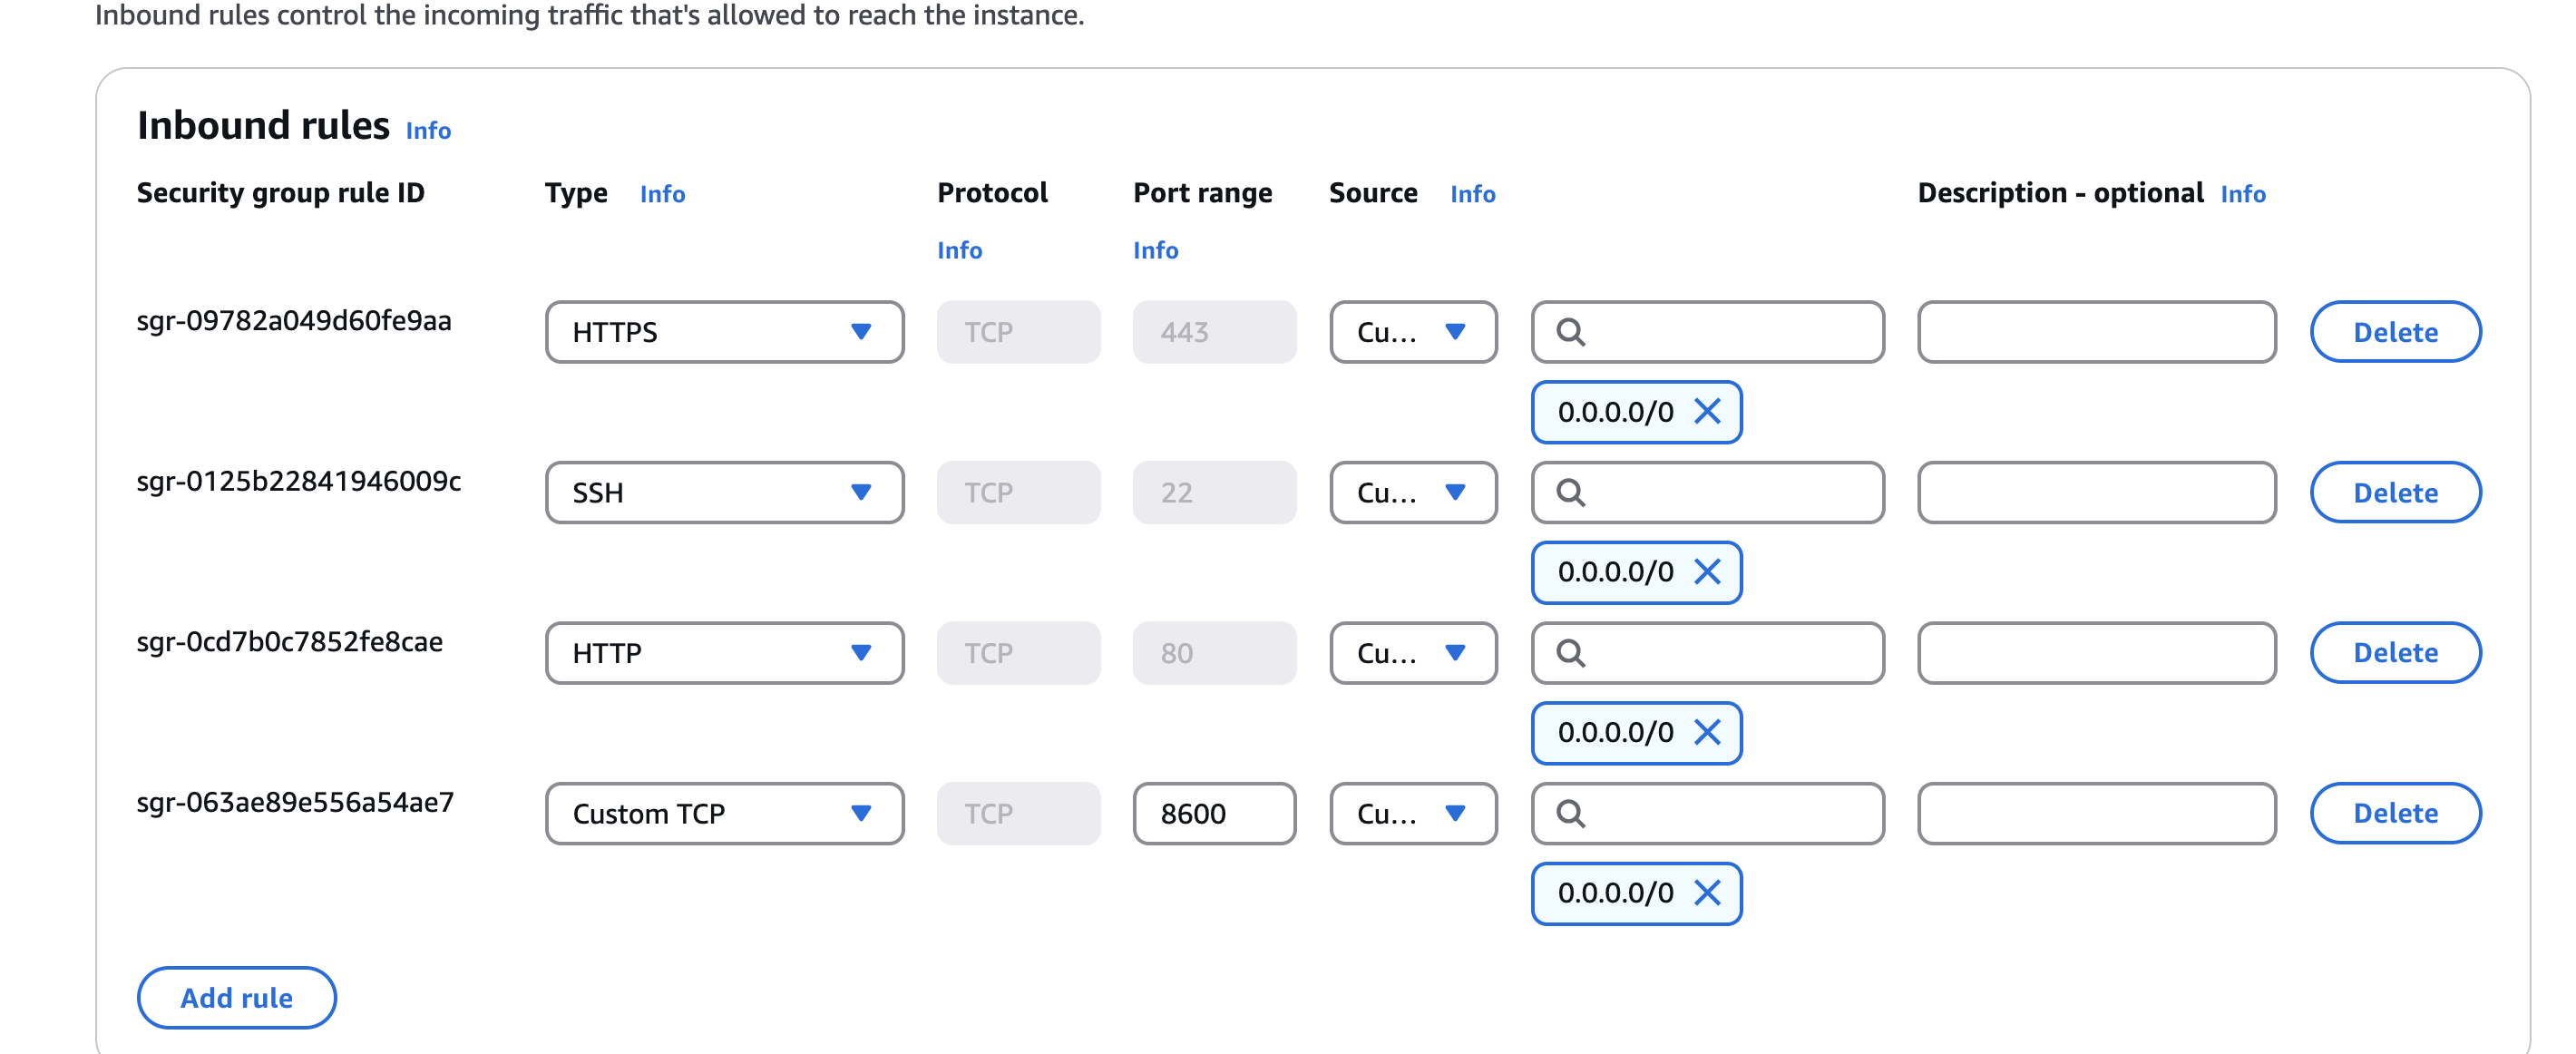 Inbound rules control the incoming traffic that's allowed to reach the instance.
Inbound rules Info
Security group rule ID Type Info Protocol Info Port range Info Source Info Description - optional Info
sgr-09782a049d60fe9aa HTTPS TCP 443 Cu... Delete
0.0.0.0/0
sgr-0125b22841946009c SSH TCP 22 Cu... Delete
0.0.0.0/0
sgr-0cd7b0c7852fe8cae HTTP TCP 80 Cu... Delete
0.0.0.0/0
sgr-063ae89e556a54ae7 Custom TCP TCP 8600 Cu... Delete
0.0.0.0/0
Add rule